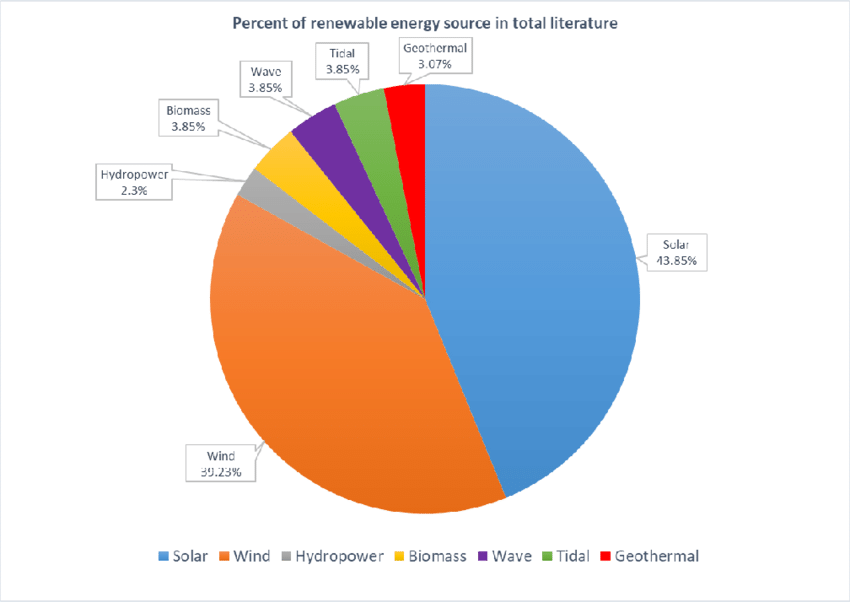 Percent of renewable energy source in total literature
Geothermal
3.07%
Tidal
3.85%
Wave
3.85%
Biomass
3.85%
Hydropower
2.3%
Solar
43.85%
Wind
39.23%
Solar Wind Hydropower Biomass Wave Tidal Geothermal